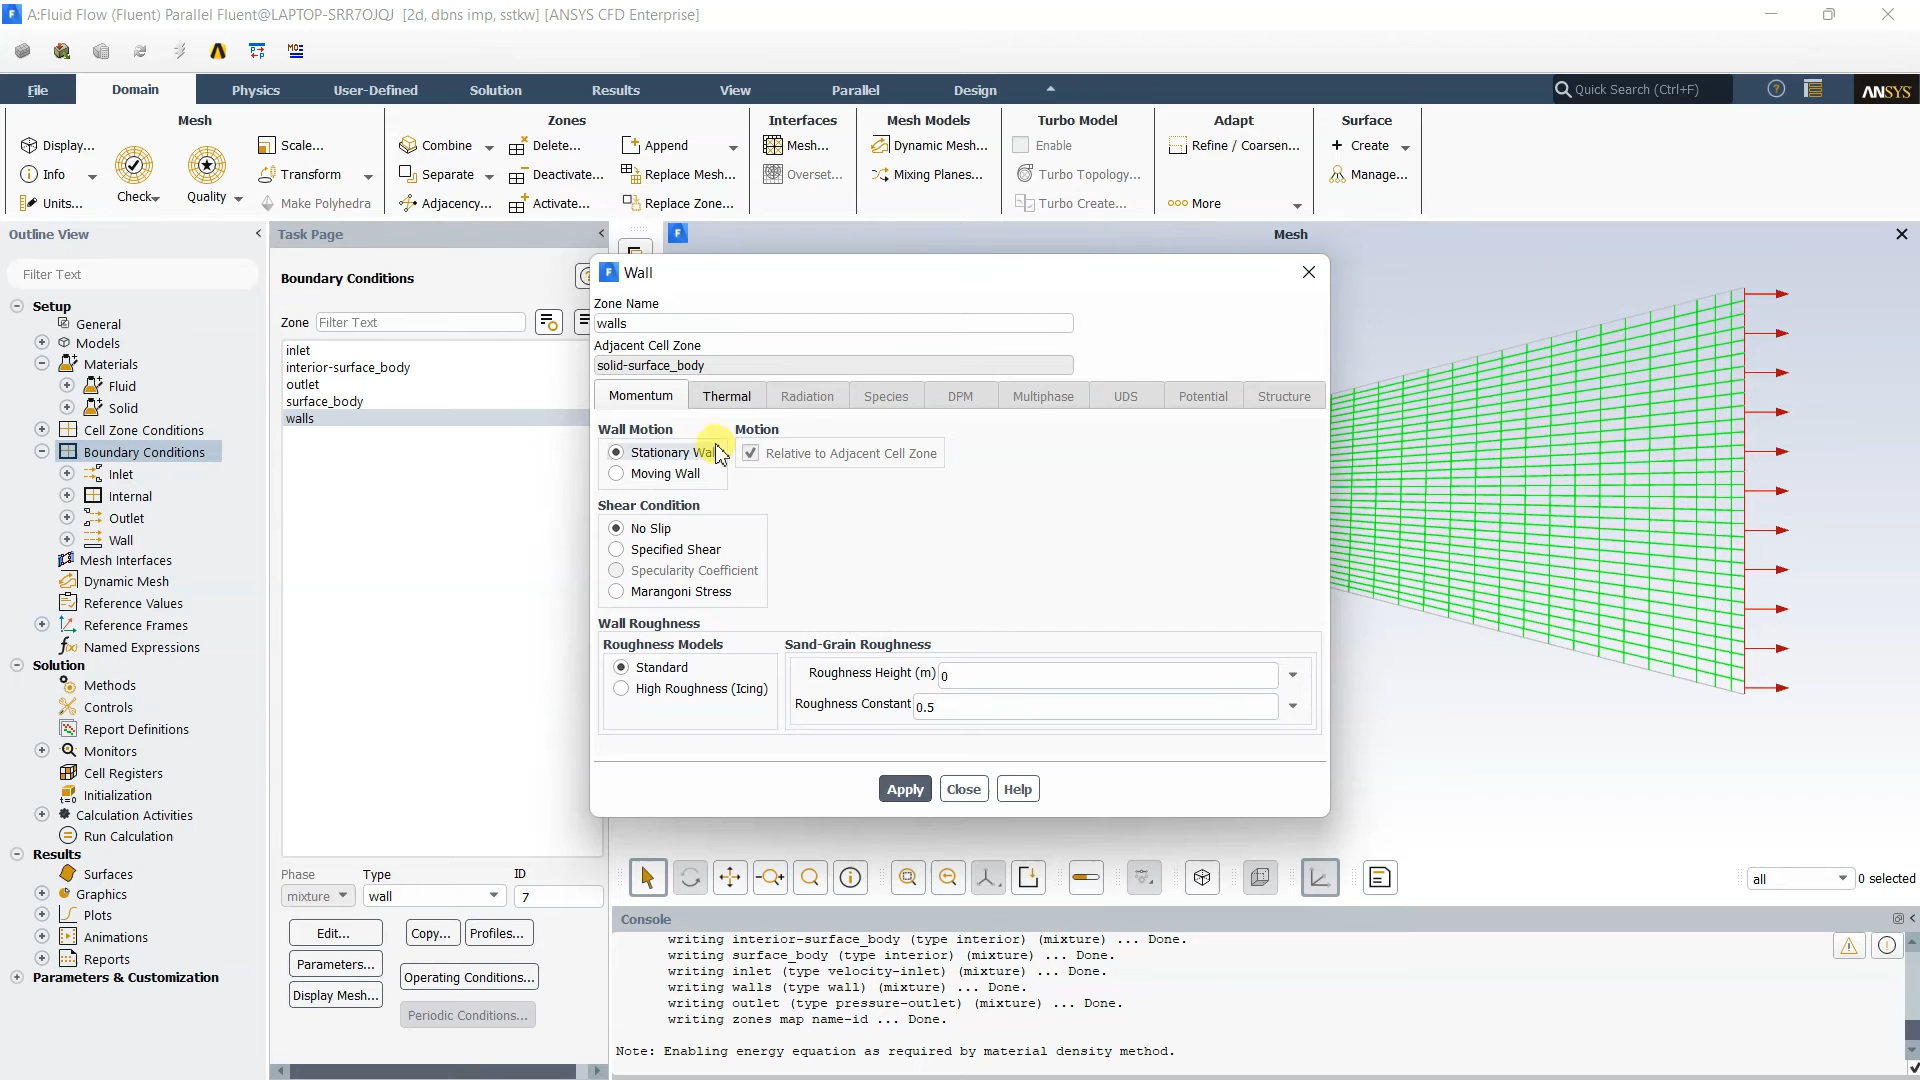 A:Fluid Flow (Fluent) Parallel Fluent@LAPTOP-SRR7OJQJ [2d, dbns imp, sstkw] [ANSYS CFD Enterprise]
File Domain Physics User-Defined Solution Results View Parallel Design Quick Search (Ctrl+F) ANSYS
Mesh Zones Interfaces Mesh Models Turbo Model Adapt Surface
Display... Scale... Combine Delete... Append Mesh... Dynamic Mesh... Enable Refine / Coarsen... Create
Info Check Quality Transform Separate Deactivate... Replace Mesh... Overset... Mixing Planes... Turbo Topology... Manage...
Units... Make Polyhedra Adjacency... Activate... Replace Zone... Turbo Create... More
Outline View
Filter Text
Setup
General
Models
Materials
Fluid
Solid
Cell Zone Conditions
Boundary Conditions
Inlet
Internal
Outlet
Wall
Mesh Interfaces
Dynamic Mesh
Reference Values
Reference Frames
Named Expressions
Solution
Methods
Controls
Report Definitions
Monitors
Cell Registers
Initialization
Calculation Activities
Run Calculation
Results
Surfaces
Graphics
Plots
Animations
Reports
Parameters & Customization
Task Page
Boundary Conditions
Zone Filter Text
inlet
interior-surface_body
outlet
surface_body
walls
Phase Type ID
mixture wall 7
Edit... Copy... Profiles...
Parameters... Operating Conditions...
Display Mesh... Periodic Conditions...
Mesh
Wall
Zone Name
walls
Adjacent Cell Zone
solid-surface_body
Momentum Thermal Radiation Species DPM Multiphase UDS Potential Structure
Wall Motion Motion
Stationary Wall Relative to Adjacent Cell Zone
Moving Wall
Shear Condition
No Slip
Specified Shear
Specularity Coefficient
Marangoni Stress
Wall Roughness
Roughness Models Sand-Grain Roughness
Standard Roughness Height (m) 0
High Roughness (Icing) Roughness Constant 0.5
Apply Close Help
all 0 selected
Console
writing interior-surface_body (type interior) (mixture) ... Done.
writing surface_body (type interior) (mixture) ... Done.
writing inlet (type velocity-inlet) (mixture) ... Done.
writing walls (type wall) (mixture) ... Done.
writing outlet (type pressure-outlet) (mixture) ... Done.
writing zones map name-id ... Done.
Note: Enabling energy equation as required by material density method.